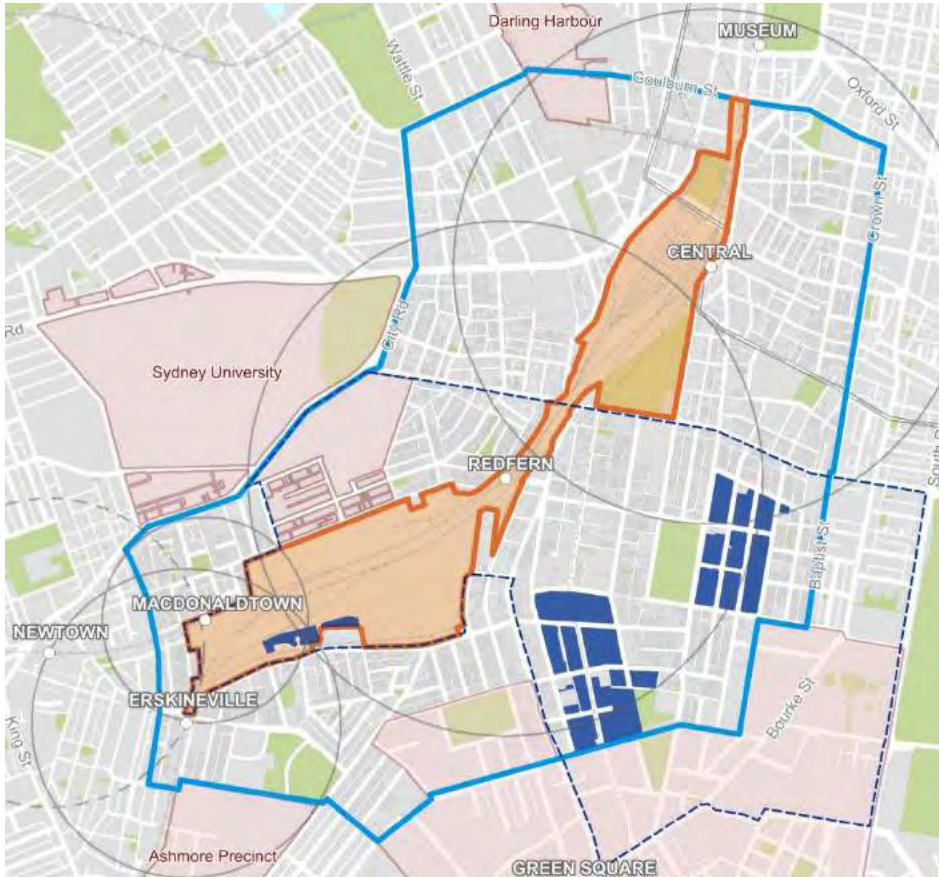 Darling Harbour
MUSEUM
Wattle St
Goulburn St
Oxford St
Crown St
CENTRAL
City Rd
Rd
Sydney University
REDFERN
South D
Baptist St
MACDONALDTOWN
NEWTOWN
ERSKINEVILLE
Bourke St
King St
Ashmore Precinct
GREEN SQUARE